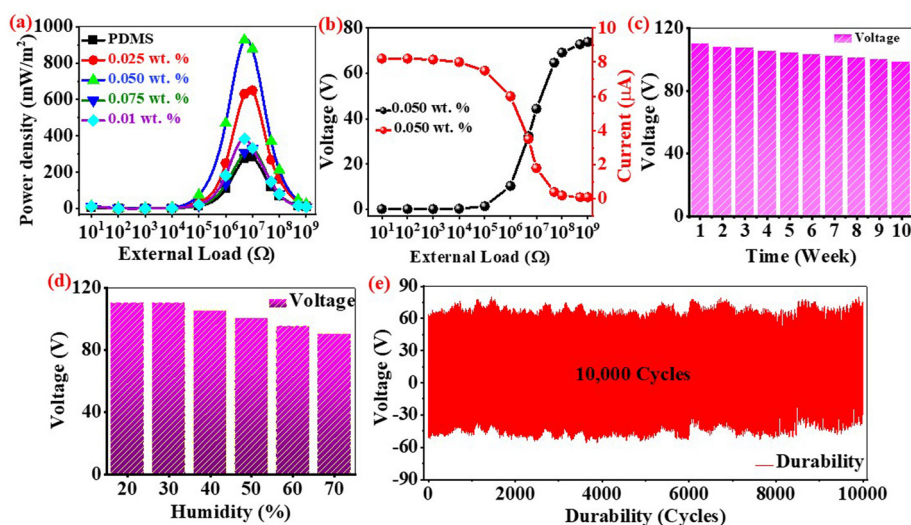 (a)
1000
800
600
400
200
0
Power density (mW/m²)
PDMS
0.025 wt. %
0.050 wt. %
0.075 wt. %
0.01 wt. %
10¹ 10² 10³ 10⁴ 10⁵ 10⁶ 10⁷ 10⁸ 10⁹
External Load (Ω)
(b)
80
60
40
20
0
Voltage (V)
0.050 wt. %
0.050 wt. %
10
8
6
4
2
0
Current (μA)
10¹ 10² 10³ 10⁴ 10⁵ 10⁶ 10⁷ 10⁸ 10⁹
External Load (Ω)
(c)
120
80
40
0
Voltage (V)
Voltage
1 2 3 4 5 6 7 8 9 10
Time (Week)
(d)
120
80
40
0
Voltage (V)
Voltage
20 30 40 50 60 70
Humidity (%)
(e)
90
60
30
0
-30
-60
-90
Voltage (V)
10,000 Cycles
Durability
0 2000 4000 6000 8000 10000
Durability (Cycles)